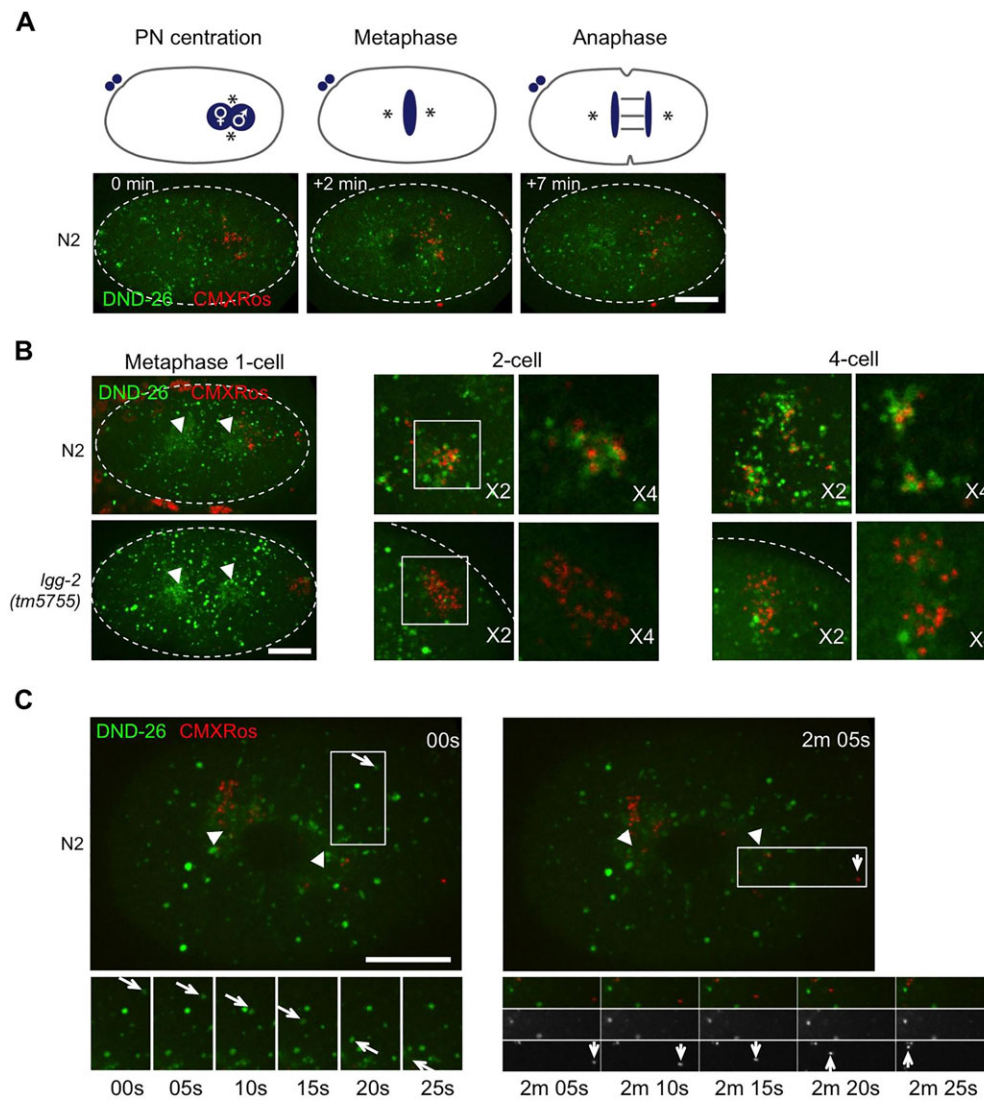 A
PN centration Metaphase Anaphase
* * * * * *
♀ ♂
N2
0 min +2 min +7 min
DND-26 CMXRos
B
Metaphase 1-cell 2-cell 4-cell
DND-26 CMXRos
N2
X2 X4 X2 X4
lgg-2
(tm5755)
X2 X4 X2 X
C
DND-26 CMXRos 00s 2m 05s
N2
00s 05s 10s 15s 20s 25s 2m 05s 2m 10s 2m 15s 2m 20s 2m 25s